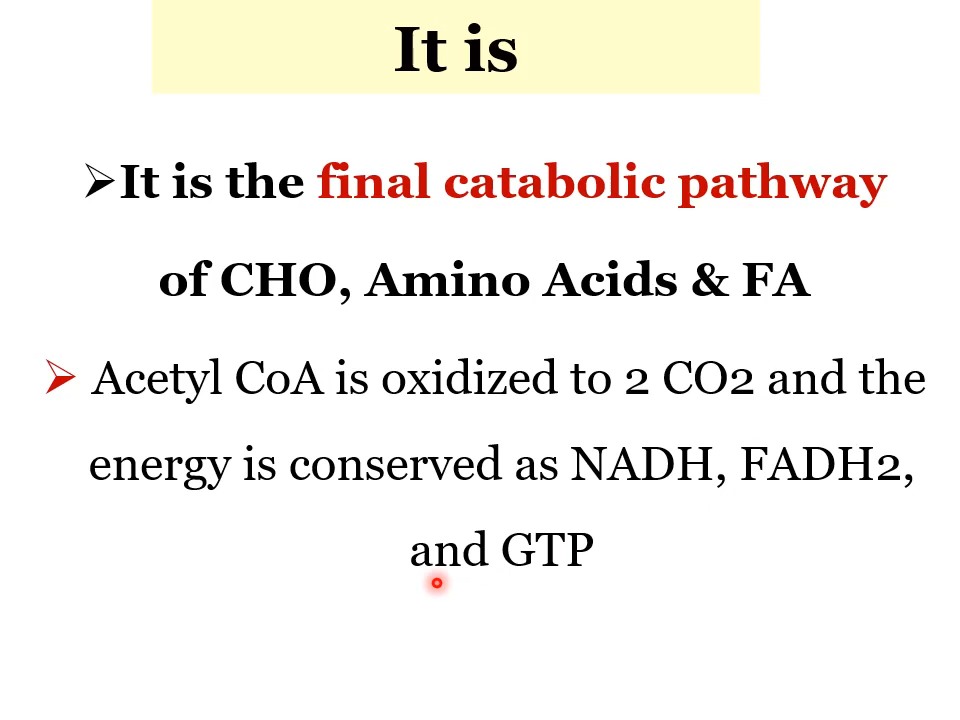 It is
➢It is the final catabolic pathway
of CHO, Amino Acids & FA
➢ Acetyl CoA is oxidized to 2 CO2 and the
energy is conserved as NADH, FADH2,
and GTP